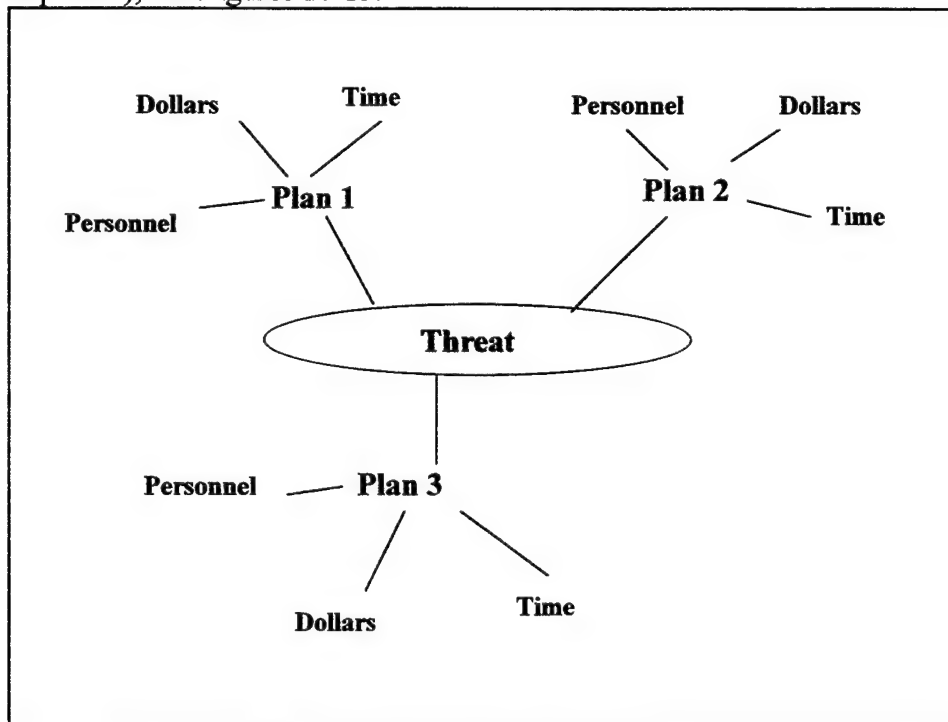 Dollars
Time
Personnel
Plan 1
Personnel
Dollars
Plan 2
Time
Threat
Personnel
Plan 3
Dollars
Time